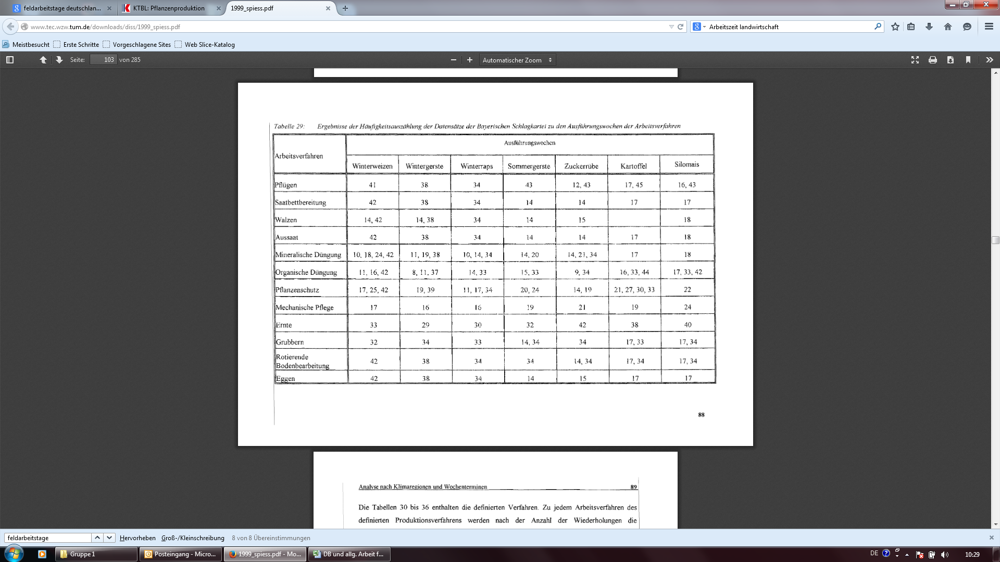 feldarbeitstage deutschlan... KTBL: Pflanzenproduktion 1999_spiess.pdf
www.tec.wzw.tum.de/downloads/diss/1999_spiess.pdf Arbeitszeit landwirtschaft
Meistbesucht Erste Schritte Vorgeschlagene Sites Web Slice-Katalog
Seite: 103 von 285 Automatischer Zoom
Tabelle 29: Ergebnisse der Häufigkeitsauszählung der Datensätze der Bayerischen Schlagkartei zu den Ausführungswochen der Arbeitsverfahren
Arbeitsverfahren Ausführungswochen
Winterweizen Wintergerste Winterraps Sommergerste Zuckerrübe Kartoffel Silomais
Pflügen 41 38 34 43 12, 43 17, 45 16, 43
Saatbettbereitung 42 38 34 14 14 17 17
Walzen 14, 42 14, 38 34 14 15 18
Aussaat 42 38 34 14 14 17 18
Mineralische Düngung 10, 18, 24, 42 11, 19, 38 10, 14, 34 14, 20 14, 21, 34 17 18
Organische Düngung 11, 16, 42 8, 11, 37 14, 33 15, 33 9, 34 16, 33, 44 17, 33, 42
Pflanzenschutz 17, 25, 42 19, 39 11, 17, 34 20, 24 14, 19 21, 27, 30, 33 22
Mechanische Pflege 17 16 16 19 21 19 24
Ernte 33 29 30 32 42 38 40
Grubbern 32 34 33 14, 34 34 17, 33 17, 34
Rotierende
Bodenbearbeitung 42 38 34 34 14, 34 17, 34 17, 34
Eggen 42 38 34 14 15 17 17
88
Analyse nach Klimaregionen und Wochenterminen 89
Die Tabellen 30 bis 36 enthalten die definierten Verfahren. Zu jedem Arbeitsverfahren des
definierten Produktionsverfahrens werden nach der Anzahl der Wiederholungen die
feldarbeitstage Hervorheben Groß-/Kleinschreibung 8 von 8 Übereinstimmungen
Gruppe 1 Posteingang - Micro... 1999_spiess.pdf - Mo... DB und allg. Arbeit f... DE 10:29